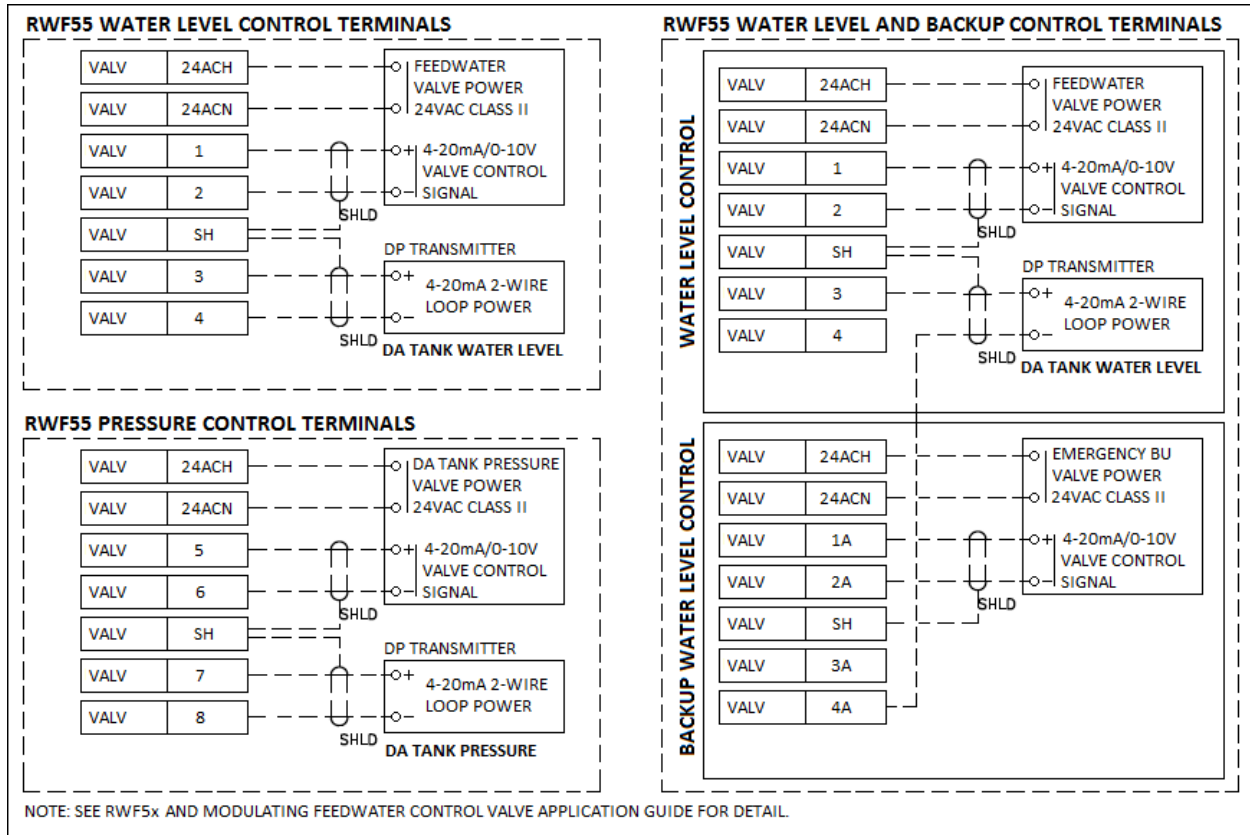 RWF55 WATER LEVEL CONTROL TERMINALS
VALV 24ACH
VALV 24ACN
VALV 1
VALV 2
VALV SH
VALV 3
VALV 4
FEEDWATER
VALVE POWER
24VAC CLASS II
+ 4-20mA/0-10V
VALVE CONTROL
- SIGNAL
SHLD
DP TRANSMITTER
+
4-20mA 2-WIRE
LOOP POWER
-
SHLD
DA TANK WATER LEVEL
RWF55 PRESSURE CONTROL TERMINALS
VALV 24ACH
VALV 24ACN
VALV 5
VALV 6
VALV SH
VALV 7
VALV 8
DA TANK PRESSURE
VALVE POWER
24VAC CLASS II
+ 4-20mA/0-10V
VALVE CONTROL
- SIGNAL
SHLD
DP TRANSMITTER
+
4-20mA 2-WIRE
LOOP POWER
-
SHLD
DA TANK PRESSURE
RWF55 WATER LEVEL AND BACKUP CONTROL TERMINALS
WATER LEVEL CONTROL
VALV 24ACH
VALV 24ACN
VALV 1
VALV 2
VALV SH
VALV 3
VALV 4
FEEDWATER
VALVE POWER
24VAC CLASS II
+ 4-20mA/0-10V
VALVE CONTROL
- SIGNAL
SHLD
DP TRANSMITTER
+
4-20mA 2-WIRE
LOOP POWER
-
SHLD
DA TANK WATER LEVEL
BACKUP WATER LEVEL CONTROL
VALV 24ACH
VALV 24ACN
VALV 1A
VALV 2A
VALV SH
VALV 3A
VALV 4A
EMERGENCY BU
VALVE POWER
24VAC CLASS II
+ 4-20mA/0-10V
VALVE CONTROL
- SIGNAL
SHLD
NOTE: SEE RWF5x AND MODULATING FEEDWATER CONTROL VALVE APPLICATION GUIDE FOR DETAIL.